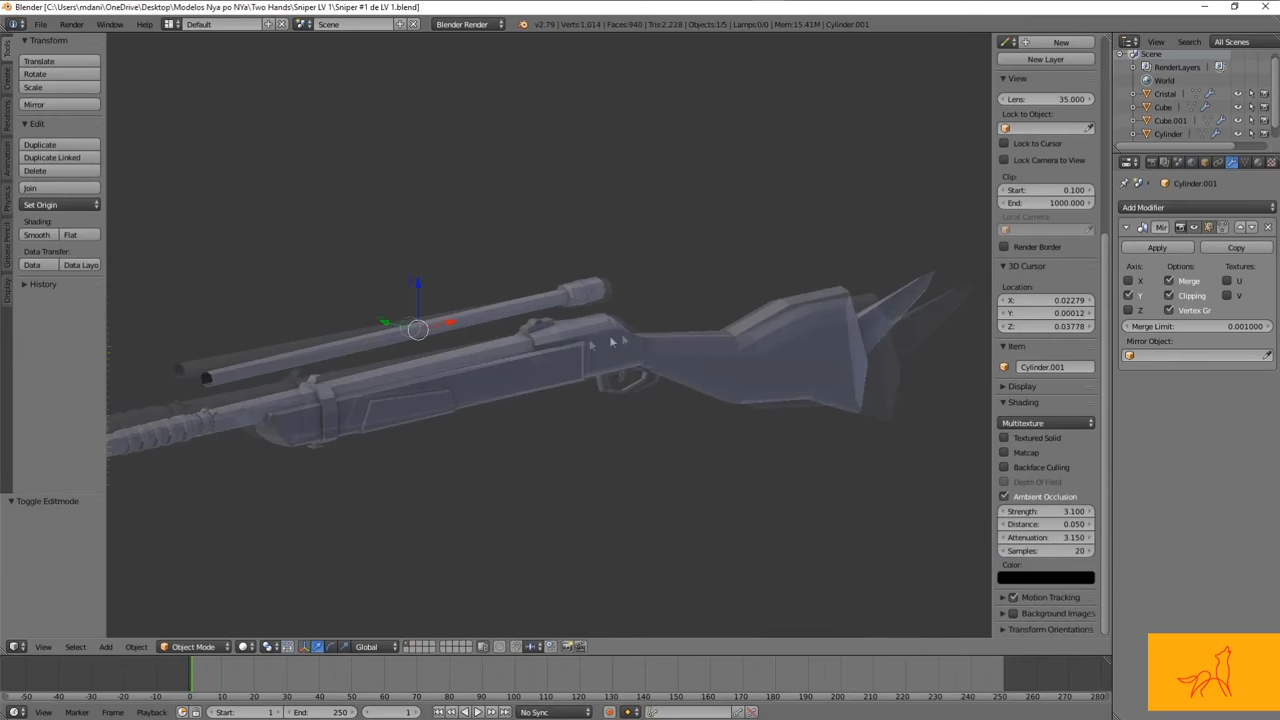 Blender [C:\Users\mdani\OneDrive\Desktop\Modelos Nya po NYa\Two Hands\Sniper LV 1\Sniper #1 de LV 1.blend]
File Render Window Help Default Scene Blender Render v2.79 | Verts:1.014 | Faces:940 | Tris:2.228 | Objects:1/5 | Lamps:0/0 | Mem:15.41M | Cylinder.001
View Search All Scenes
Transform
Translate
Rotate
Scale
Mirror
Edit
Duplicate
Duplicate Linked
Delete
Join
Set Origin
Shading:
Smooth Flat
Data Transfer:
Data Data Layo
History
Toggle Editmode
Tools
Create
Relations
Animation
Physics
Grease Pencil
Display
New
New Layer
View
Lens: 35.000
Lock to Object:
Lock to Cursor
Lock Camera to View
Clip:
Start: 0.100
End: 1000.000
Local Camera:
Render Border
3D Cursor
Location:
X: 0.02279
Y: 0.00012
Z: 0.03778
Item
Cylinder.001
Display
Shading
Multitexture
Textured Solid
Matcap
Backface Culling
Depth Of Field
Ambient Occlusion
Strength: 3.100
Distance: 0.050
Attenuation: 3.150
Samples: 20
Color:
Motion Tracking
Background Images
Transform Orientations
Scene
RenderLayers
World
Cristal
Cube
Cube.001
Cylinder
Cylinder.001
Add Modifier
Mir
Apply Copy
Axis: Options: Textures:
X Merge U
Y Clipping V
Z Vertex Gr
Merge Limit: 0.001000
Mirror Object:
View Select Add Object Object Mode Global
-50 -40 -30 -20 -10 0 10 20 30 40 50 60 70 80 90 100 110 120 130 140 150 160 170 180 190 200 210 220 230 240 250 260 270 280
View Marker Frame Playback Start: 1 End: 250 1 No Sync